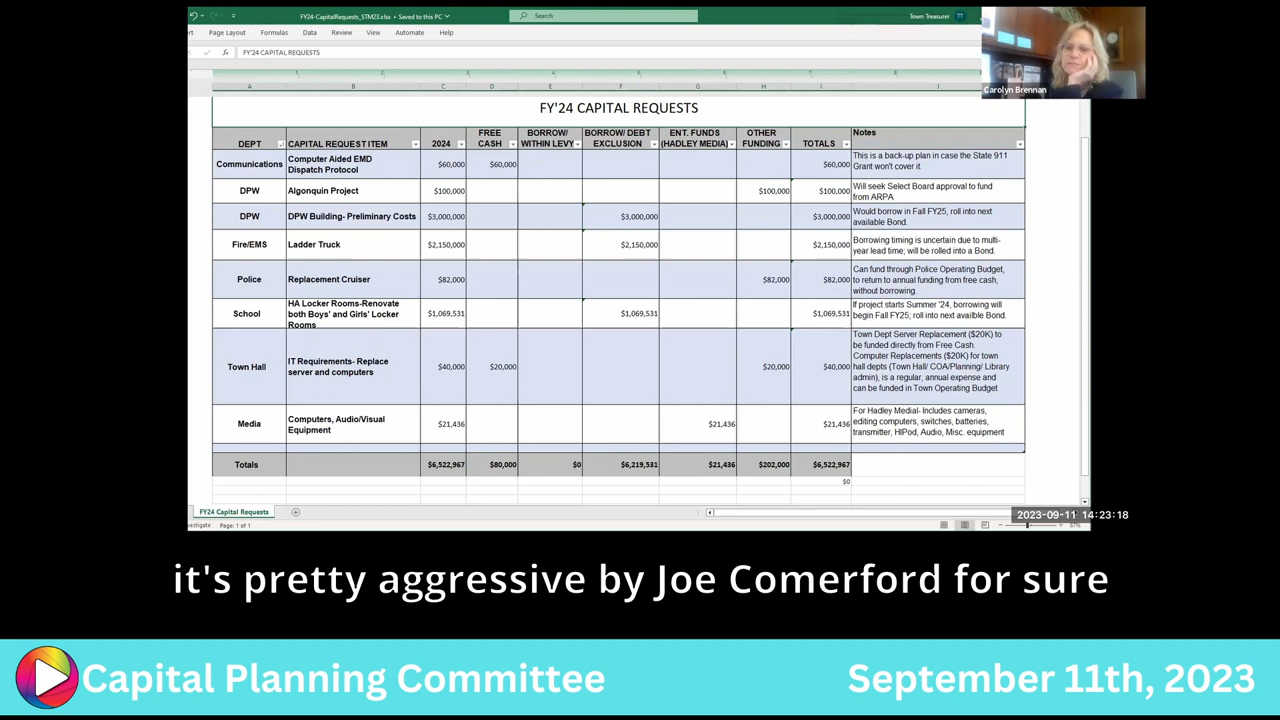 FY24-CapitalRequests_STM23.xlsx • Saved to this PC
Search
Town Treasurer
TT
Page Layout
Formulas
Data
Review
View
Automate
Help
fx
FY'24 CAPITAL REQUESTS
Carolyn Brennan
A B C D E F G H I
FY'24 CAPITAL REQUESTS
DEPT CAPITAL REQUEST ITEM 2024 FREE CASH BORROW/ WITHIN LEVY BORROW/ DEBT EXCLUSION ENT. FUNDS (HADLEY MEDIA) OTHER FUNDING TOTALS Notes
Communications Computer Aided EMD Dispatch Protocol $60,000 $60,000 $60,000 This is a back-up plan in case the State 911 Grant won't cover it.
DPW Algonquin Project $100,000 $100,000 $100,000 Will seek Select Board approval to fund from ARPA
DPW DPW Building- Preliminary Costs $3,000,000 $3,000,000 $3,000,000 Would borrow in Fall FY25, roll into next available Bond.
Fire/EMS Ladder Truck $2,150,000 $2,150,000 $2,150,000 Borrowing timing is uncertain due to multi-year lead time; will be rolled into a Bond.
Police Replacement Cruiser $82,000 $82,000 $82,000 Can fund through Police Operating Budget, to return to annual funding from free cash, without borrowing.
School HA Locker Rooms-Renovate both Boys' and Girls' Locker Rooms $1,069,531 $1,069,531 $1,069,531 If project starts Summer '24, borrowing will begin Fall FY25; roll into next availble Bond.
Town Hall IT Requirements- Replace server and computers $40,000 $20,000 $20,000 $40,000 Town Dept Server Replacement ($20K) to be funded directly from Free Cash. Computer Replacements ($20K) for town hall depts (Town Hall/ COA/Planning/ Library admin), is a regular, annual expense and can be funded in Town Operating Budget
Media Computers, Audio/Visual Equipment $21,436 $21,436 $21,436 For Hadley Medial- Includes cameras, editing computers, switches, batteries, transmitter, HIPod, Audio, Misc. equipment
Totals $6,522,967 $80,000 $0 $6,219,531 $21,436 $202,000 $6,522,967
$0
FY24 Capital Requests
2023-09-11 14:23:18
Page: 1 of 1
it's pretty aggressive by Joe Comerford for sure
Capital Planning Committee
September 11th, 2023